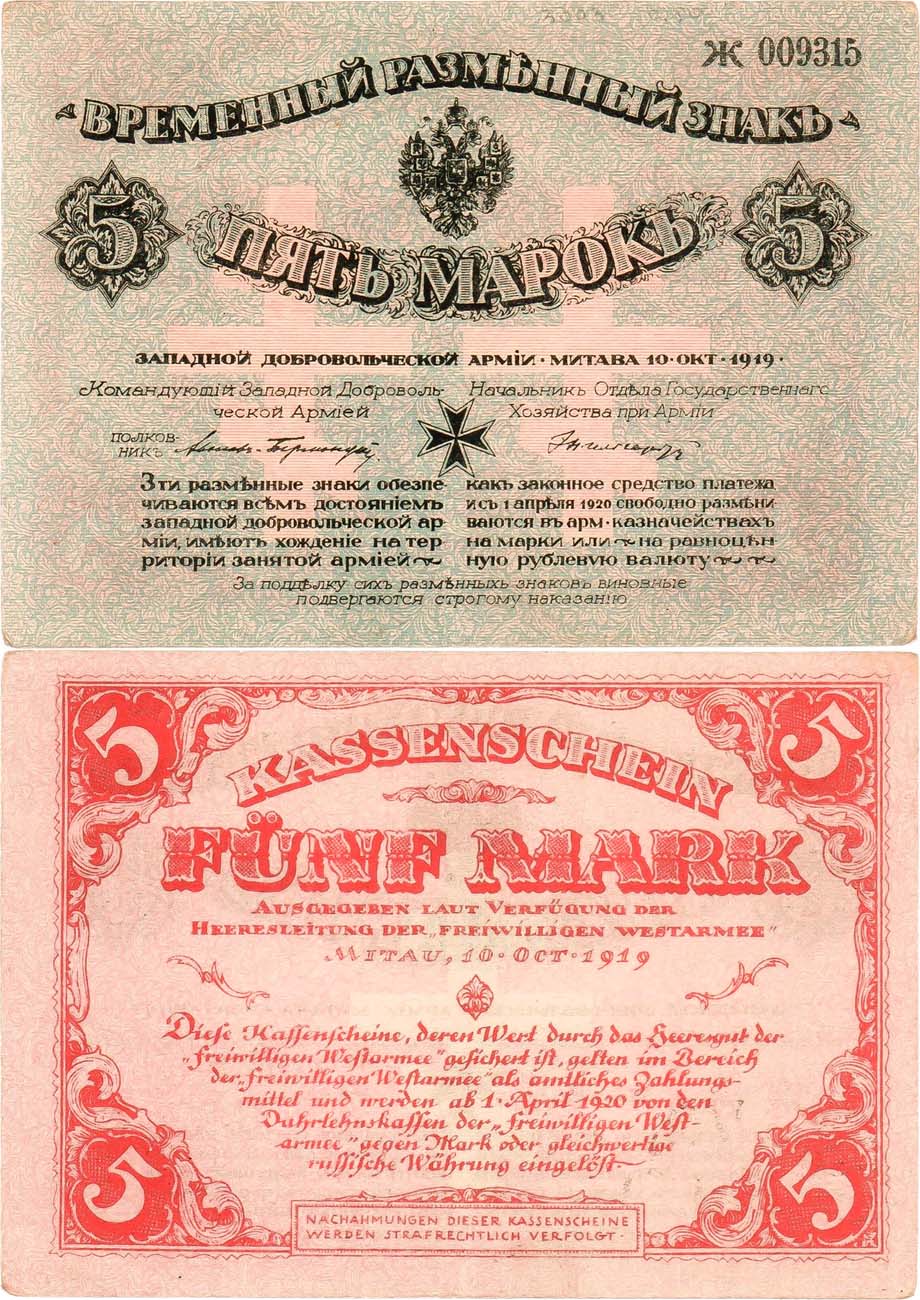 Ж 009315
ВРЕМЕННЫЙ РАЗМѢННЫЙ ЗНАКЪ
5 5
ПЯТЬ МАРОКЪ
ЗАПАДНОЙ ДОБРОВОЛЬЧЕСКОЙ АРМІИ · МИТАВА 10 · ОКТ · 1919 ·
Командующій Западной Доброволь-
ческой Арміей
полков-
никъ
Начальникъ Отдѣла Государственнаго
Хозяйства при Арміи
Эти размѣнные знаки обезпе-
чиваются всѣмъ достояніемъ
западной добровольческой ар-
міи, имѣютъ хожденіе на тер-
риторіи занятой арміей
какъ законное средство платежа
и съ 1 апрѣля 1920 свободно размѣни-
ваются въ арм · казначействахъ
на марки или на равноцѣн-
ную рублевую валюту
За поддѣлку сихъ размѣнныхъ знаковъ виновные
подвергаются строгому наказанію
5 5
KASSENSCHEIN
FÜNF MARK
AUSGEGEBEN LAUT VERFÜGUNG DER
HEERESLEITUNG DER „FREIWILLIGEN WESTARMEE"
MITAU, 10 · OCT · 1919
Diese Kassenscheine, deren Wert durch das Heeresgut der
„freiwilligen Westarmee" gesichert ist, gelten im Bereich
der „freiwilligen Westarmee" als amtliches Zahlungs-
mittel und werden ab 1 · April 1920 von den
Dahrlehnskassen der „freiwilligen West-
armee" gegen Mark oder gleichwertige
russische Währung eingelöst
5 5
NACHAHMUNGEN DIESER KASSENSCHEINE
WERDEN STRAFRECHTLICH VERFOLGT ·